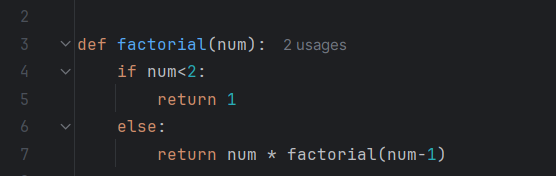 2
3 def factorial(num): 2 usages
4 if num<2:
5 return 1
6 else:
7 return num * factorial(num-1)